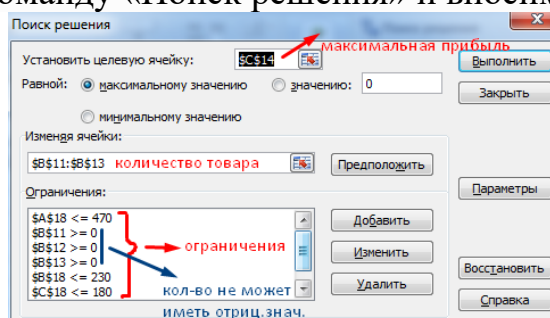 команду «Поиск решения» и вносим
Поиск решения
максимальная прибыль
Установить целевую ячейку: $C$14
Выполнить
Равной: максимальному значению значению: 0
Закрыть
минимальному значению
Изменяя ячейки:
$B$11:$B$13 количество товара Предположить
Ограничения:
Параметры
$A$18 <= 470
Добавить
$B$11 >= 0
$B$12 >= 0 ограничения
Изменить
$B$13 >= 0
Восстановить
$B$18 <= 230
Удалить
$C$18 <= 180 кол-во не может
Справка
иметь отриц.знач.